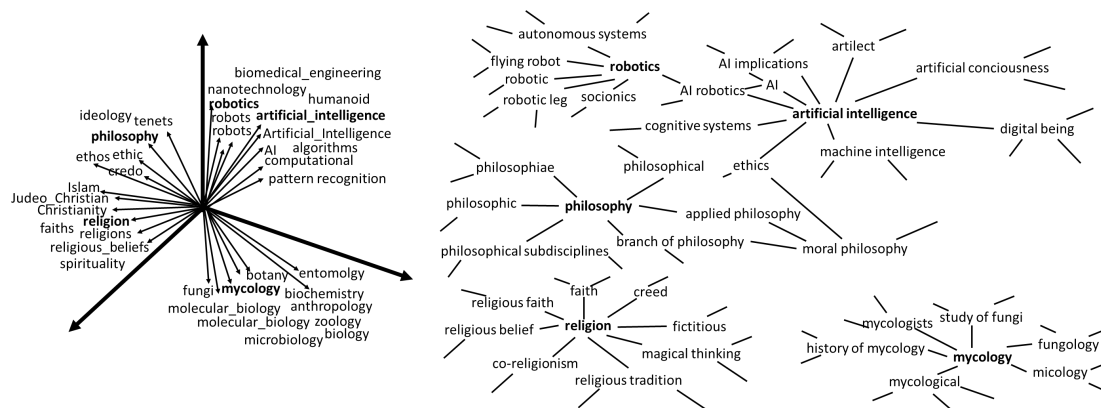 biomedical_engineering
nanotechnology
robotics
humanoid
robots
artificial_intelligence
robots
Artificial_Intelligence
AI
algorithms
computational
pattern recognition
ideology
tenets
philosophy
ethos
ethic
credo
Islam
Judeo_Christian
Christianity
religion
faiths
religions
religious_beliefs
spirituality
botany
entomolgy
fungi
mycology
biochemistry
molecular_biology
anthropology
molecular_biology
zoology
microbiology
biology
autonomous systems
flying robot
robotics
robotic
robotic leg
socionics
AI robotics
AI implications
AI
artilect
artificial conciousness
artificial intelligence
cognitive systems
digital being
machine intelligence
ethics
philosophiae
philosophical
philosophic
philosophy
applied philosophy
philosophical subdisciplines
branch of philosophy
moral philosophy
faith
creed
religious faith
religious belief
religion
fictitious
magical thinking
co-religionism
religious tradition
mycologists
study of fungi
history of mycology
mycology
fungology
micology
mycological